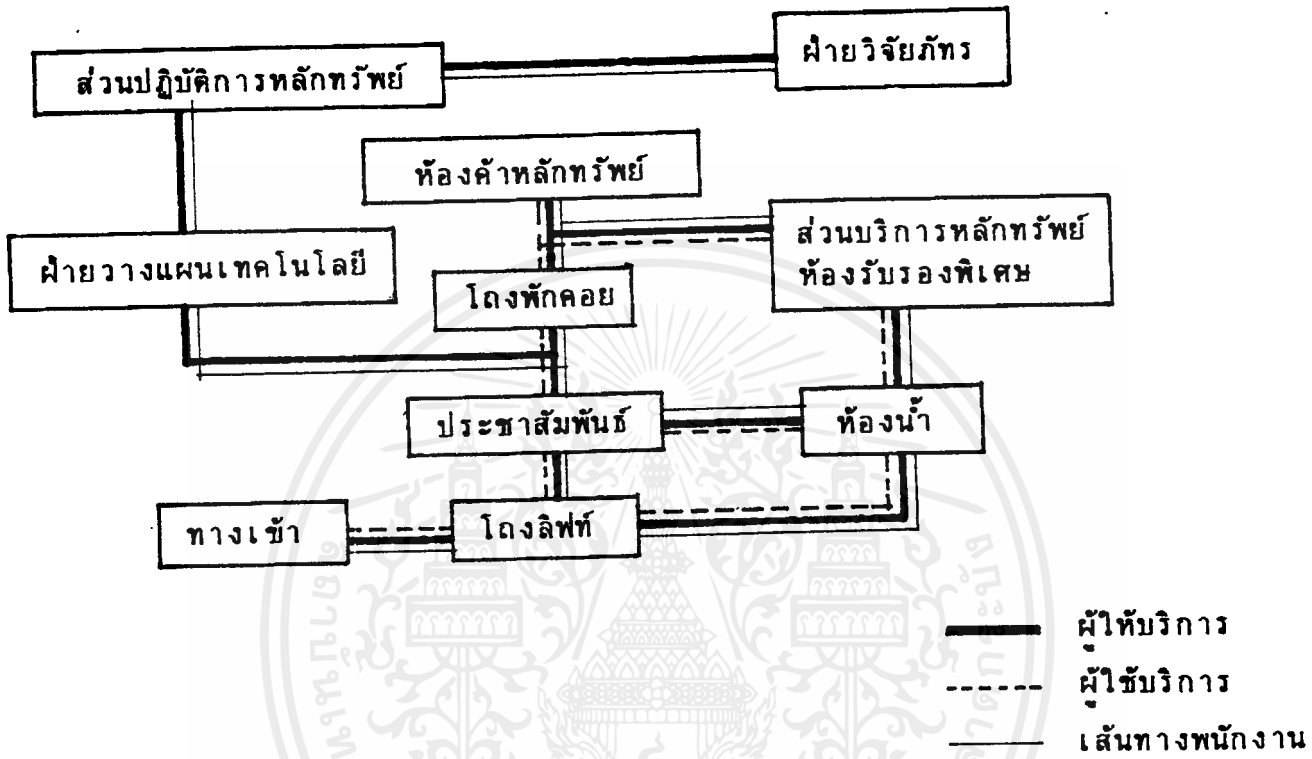 ส่วนปฏิบัติการหลักทรัพย์
ฝ่ายวิจัยภัทร
ห้องค้าหลักทรัพย์
ส่วนบริการหลักทรัพย์
ห้องรับรองพิเศษ
ฝ่ายวางแผนเทคโนโลยี
โถงพักคอย
ประชาสัมพันธ์
ห้องน้ำ
ทางเข้า
โถงลิฟท์
ผู้ให้บริการ
ผู้ใช้บริการ
เส้นทางพนักงาน